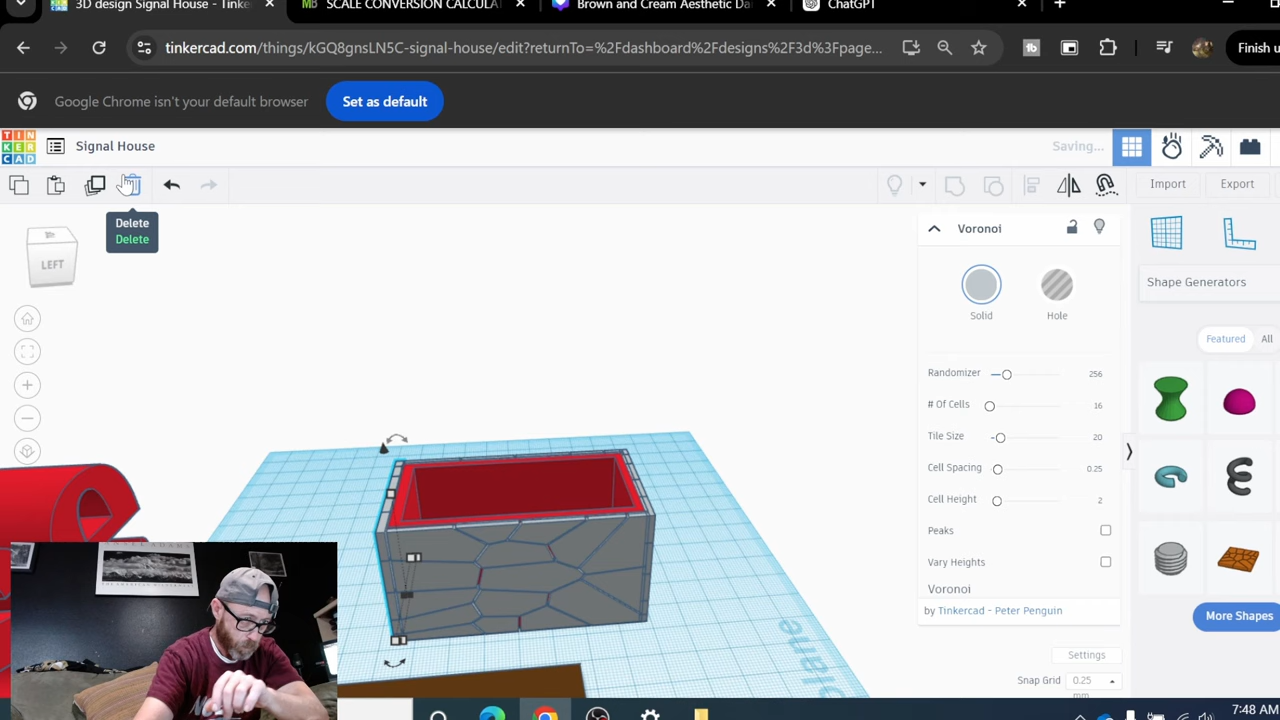 3D design Signal House - Tinke
SCALE CONVERSION CALCULA
Brown and Cream Aesthetic Da
ChatGPT
tinkercad.com/things/kGQ8gnsLN5C-signal-house/edit?returnTo=%2Fdashboard%2Fdesigns%2F3d%3Fpage...
Finish u
Google Chrome isn't your default browser
Set as default
TIN
KER
CAD
Signal House
Saving...
Import
Export
Delete
Delete
LEFT
Voronoi
Solid
Hole
Shape Generators
Featured
All
Randomizer
256
# Of Cells
16
Tile Size
20
Cell Spacing
0.25
Cell Height
2
Peaks
Vary Heights
Voronoi
by Tinkercad - Peter Penguin
More Shapes
Settings
Snap Grid
0.25
mm
7:48 AM